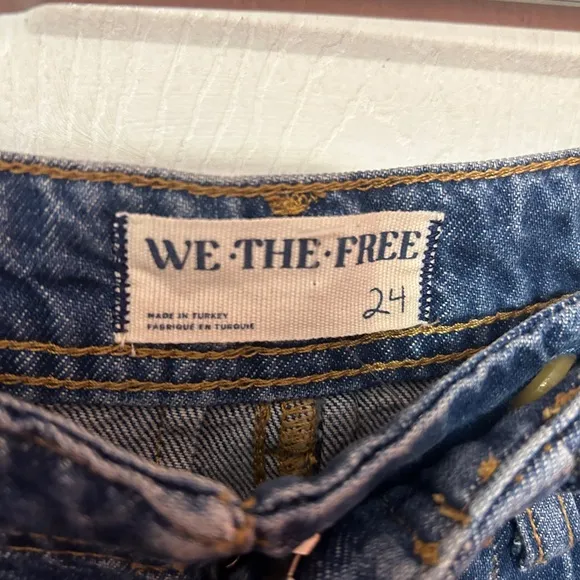 WE·THE·FREE
24
MADE IN TURKEY
FABRIQUÉ EN TURQUIE